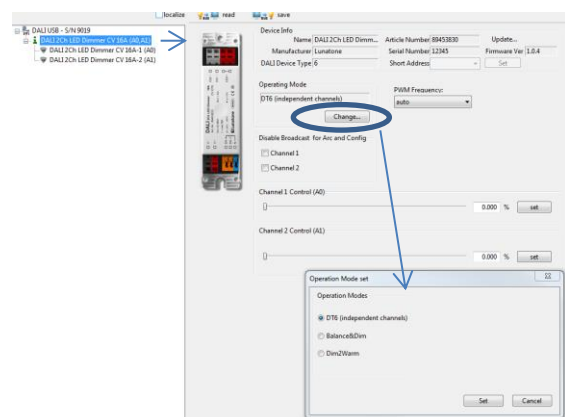 localize read save
DALI USB - S/N 9019
DALI 2Ch LED Dimmer CV 16A (A0,A1)
DALI 2Ch LED Dimmer CV 16A-1 (A0)
DALI 2Ch LED Dimmer CV 16A-2 (A1)
Device Info
Name DALI 2Ch LED Dimm... Article Number 89453830 Update...
Manufacturer Lunatone Serial Number 12345 Firmware Ver 1.0.4
DALI Device Type 6 Short Address Set
Operating Mode
PWM Frequency:
DT6 (independent channels)
auto
Change...
Disable Broadcast for Arc and Config
Channel 1
Channel 2
Channel 1 Control (A0)
0.000 % set
Channel 2 Control (A1)
0.000 % set
Operation Mode set
Operation Modes
DT6 (independent channels)
Balance&Dim
Dim2Warm
Set Cancel